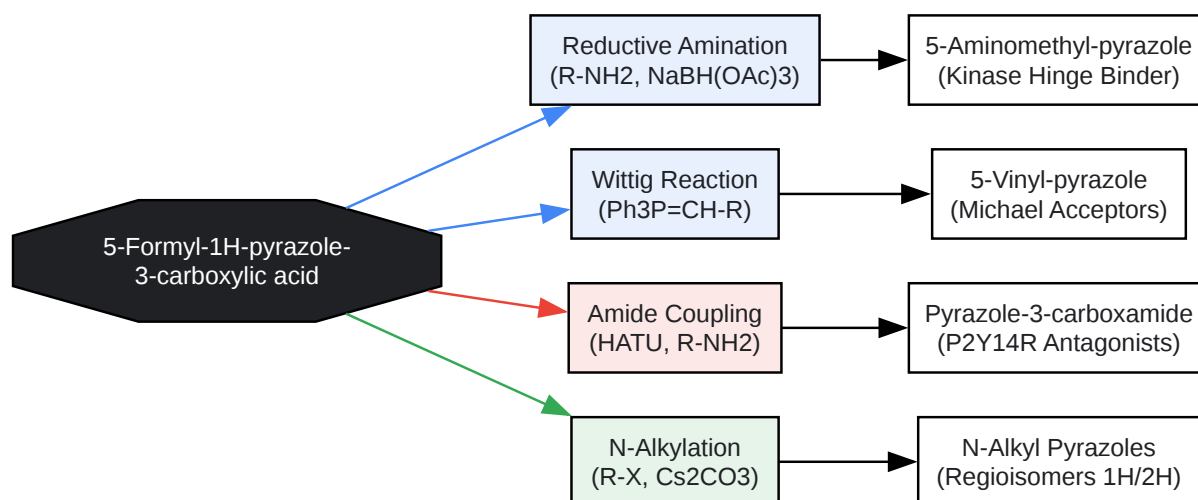 Reductive Amination
(R-NH2, NaBH(OAc)3)
5-Aminomethyl-pyrazole
(Kinase Hinge Binder)
Wittig Reaction
(Ph3P=CH-R)
5-Vinyl-pyrazole
(Michael Acceptors)
5-Formyl-1H-pyrazole-
3-carboxylic acid
Amide Coupling
(HATU, R-NH2)
Pyrazole-3-carboxamide
(P2Y14R Antagonists)
N-Alkylation
(R-X, Cs2CO3)
N-Alkyl Pyrazoles
(Regioisomers 1H/2H)